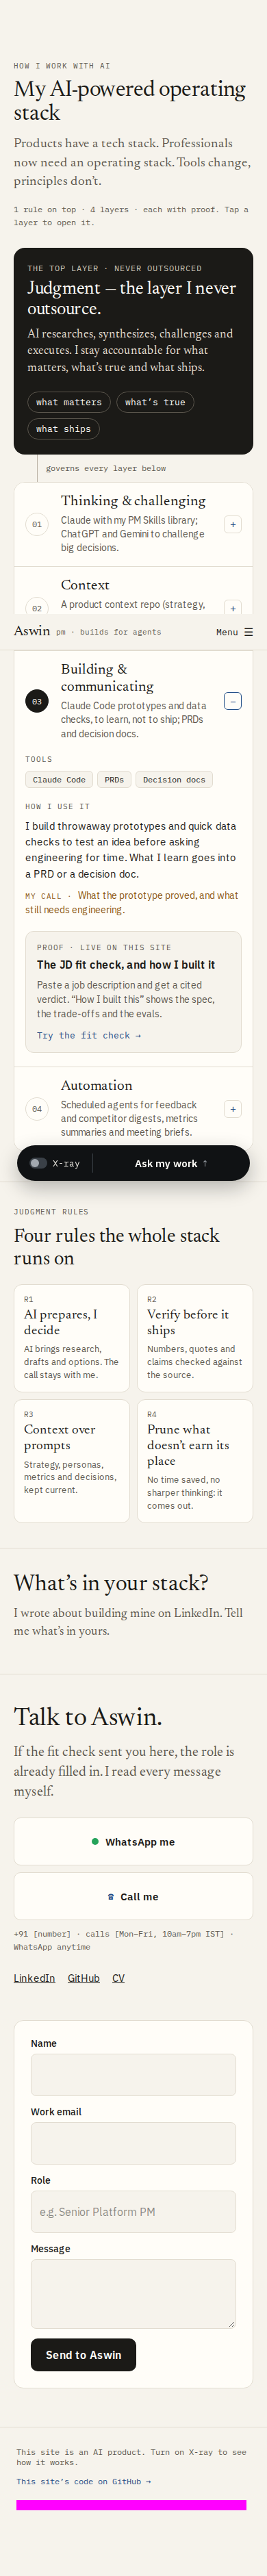 HOW I WORK WITH AI
My AI-powered operating
stack
Products have a tech stack. Professionals
now need an operating stack. Tools change,
principles don’t.
1 rule on top · 4 layers · each with proof. Tap a
layer to open it.
THE TOP LAYER · NEVER OUTSOURCED
Judgment — the layer I never
outsource.
AI researches, synthesizes, challenges and
executes. I stay accountable for what
matters, what’s true and what ships.
what matters
what’s true
what ships
governs every layer below
01
Thinking & challenging
Claude with my PM Skills library;
ChatGPT and Gemini to challenge
big decisions.
+
02
Context
A product context repo (strategy,
+
Aswin pm · builds for agents
Menu ☰
03
Building &
communicating
Claude Code prototypes and data
checks, to learn, not to ship; PRDs
and decision docs.
−
TOOLS
Claude Code
PRDs
Decision docs
HOW I USE IT
I build throwaway prototypes and quick data
checks to test an idea before asking
engineering for time. What I learn goes into
a PRD or a decision doc.
MY CALL · What the prototype proved, and what
still needs engineering.
PROOF · LIVE ON THIS SITE
The JD fit check, and how I built it
Paste a job description and get a cited
verdict. “How I built this” shows the spec,
the trade-offs and the evals.
Try the fit check →
04
Automation
Scheduled agents for feedback
and competitor digests, metrics
summaries and meeting briefs.
+
X-ray
Ask my work ↑
JUDGMENT RULES
Four rules the whole stack
runs on
R1
AI prepares, I
decide
AI brings research,
drafts and options. The
call stays with me.
R2
Verify before it
ships
Numbers, quotes and
claims checked against
the source.
R3
Context over
prompts
Strategy, personas,
metrics and decisions,
kept current.
R4
Prune what
doesn’t earn its
place
No time saved, no
sharper thinking: it
comes out.
What’s in your stack?
I wrote about building mine on LinkedIn. Tell
me what’s in yours.
Talk to Aswin.
If the fit check sent you here, the role is
already filled in. I read every message
myself.
WhatsApp me
☎ Call me
+91 [number] · calls [Mon–Fri, 10am–7pm IST] ·
WhatsApp anytime
LinkedIn GitHub CV
Name
Work email
Role
e.g. Senior Platform PM
Message
Send to Aswin
This site is an AI product. Turn on X-ray to see
how it works.
This site’s code on GitHub →